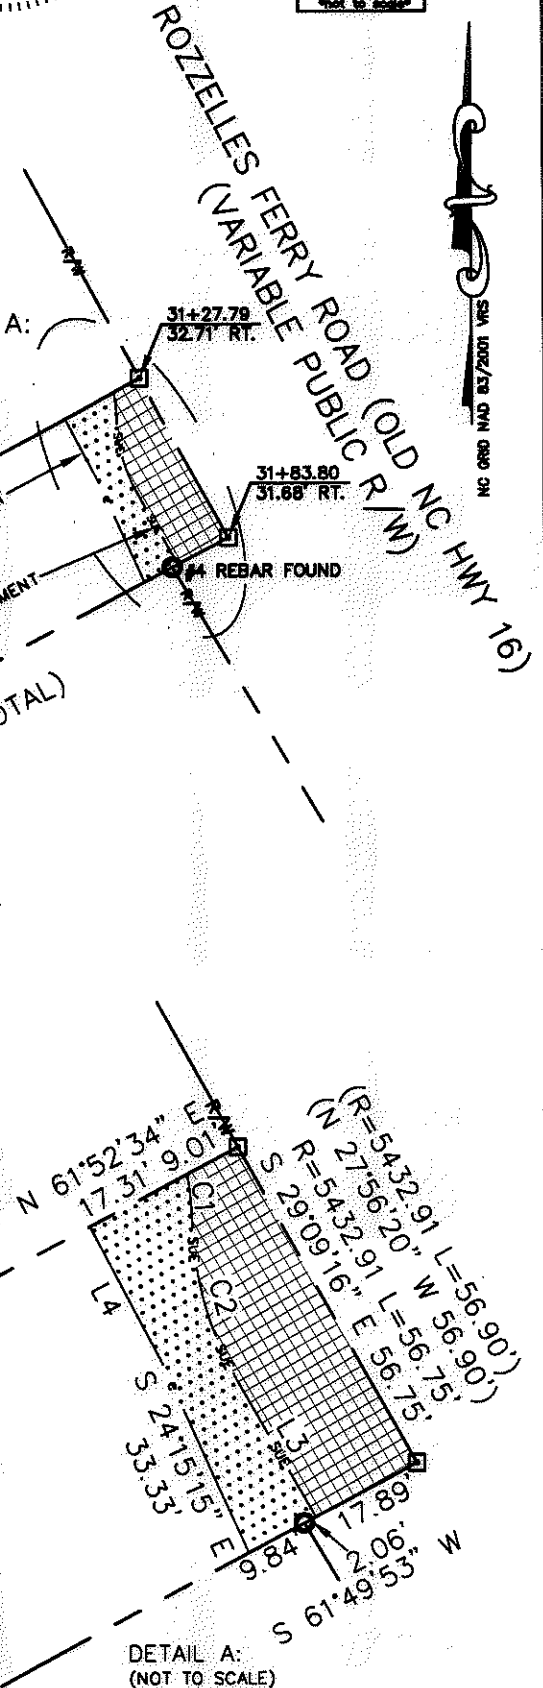 "not to scale"
ROZZELLES FERRY ROAD (OLD NC HWY 16)
(VARIABLE PUBLIC R/W)
NC GRID NAD 83/2001 VRS
R/W
A:
31+27.79
32.71' RT.
SUE
31+83.80
31.68' RT.
#4 REBAR FOUND
R/W
MENT
OTAL)
(R=5432.91 L=56.90')
(N 27°56'20" W 56.90')
R=5432.91 L=56.75'
S 29°09'16" E 56.75'
R/W
N 61°52'34" E
17.31' 9.01'
C1
SUE
C2
SUE
L3
SUE
L4
S 24°15'15" E
33.33'
17.89'
9.84'
2.06'
S 61°49'53" W
DETAIL A:
(NOT TO SCALE)